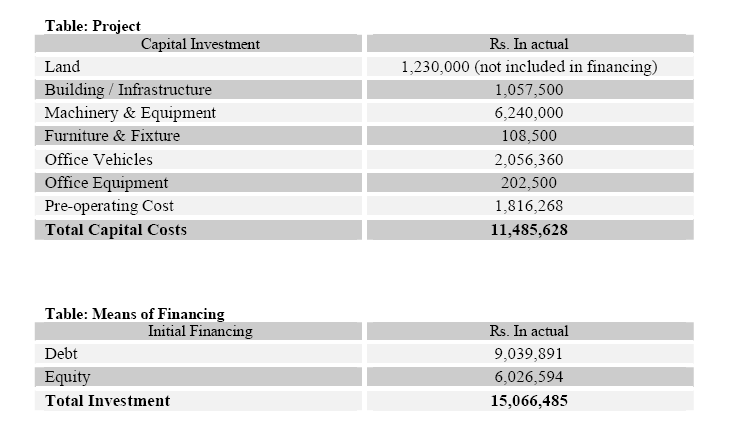 Table: Project
Capital Investment Rs. In actual
Land 1,230,000 (not included in financing)
Building / Infrastructure 1,057,500
Machinery & Equipment 6,240,000
Furniture & Fixture 108,500
Office Vehicles 2,056,360
Office Equipment 202,500
Pre-operating Cost 1,816,268
Total Capital Costs 11,485,628
Table: Means of Financing
Initial Financing Rs. In actual
Debt 9,039,891
Equity 6,026,594
Total Investment 15,066,485